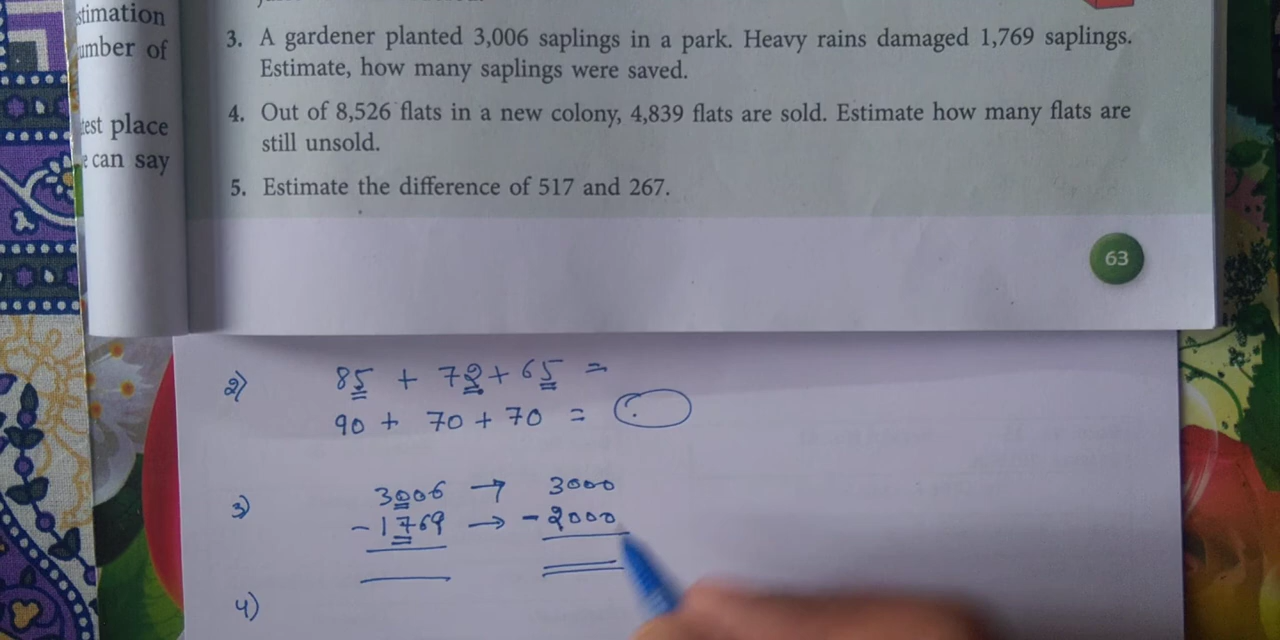 stimation
umber of
est place
can say
3. A gardener planted 3,006 saplings in a park. Heavy rains damaged 1,769 saplings.
Estimate, how many saplings were saved.
4. Out of 8,526 flats in a new colony, 4,839 flats are sold. Estimate how many flats are
still unsold.
5. Estimate the difference of 517 and 267.
63
2) 85 + 72 + 65 =
90 + 70 + 70 =
3) 3006 → 3000
- 1769 → - 2000
4)